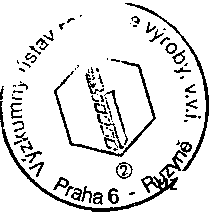 Výzkumný ústav výroby, v.v.i.
②
Praha 6 - Ruzyně